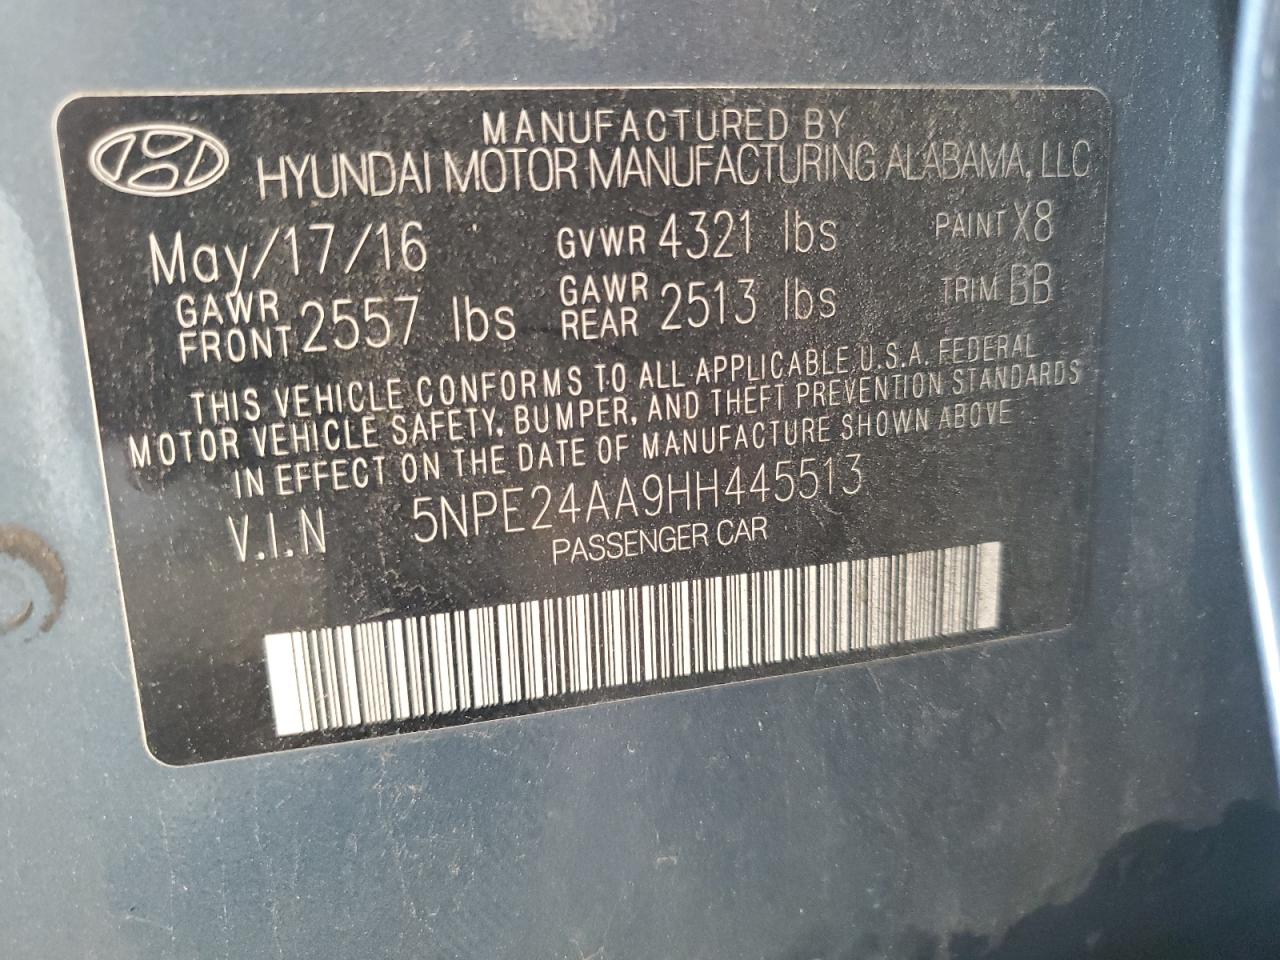 MANUFACTURED BY
HYUNDAI MOTOR MANUFACTURING ALABAMA, LLC
May/17/16 GVWR 4321 lbs PAINT X8
GAWR FRONT 2557 lbs GAWR REAR 2513 lbs TRIM BB
THIS VEHICLE CONFORMS TO ALL APPLICABLE U.S.A. FEDERAL
MOTOR VEHICLE SAFETY, BUMPER, AND THEFT PREVENTION STANDARDS
IN EFFECT ON THE DATE OF MANUFACTURE SHOWN ABOVE
V.I.N 5NPE24AA9HH445513
PASSENGER CAR